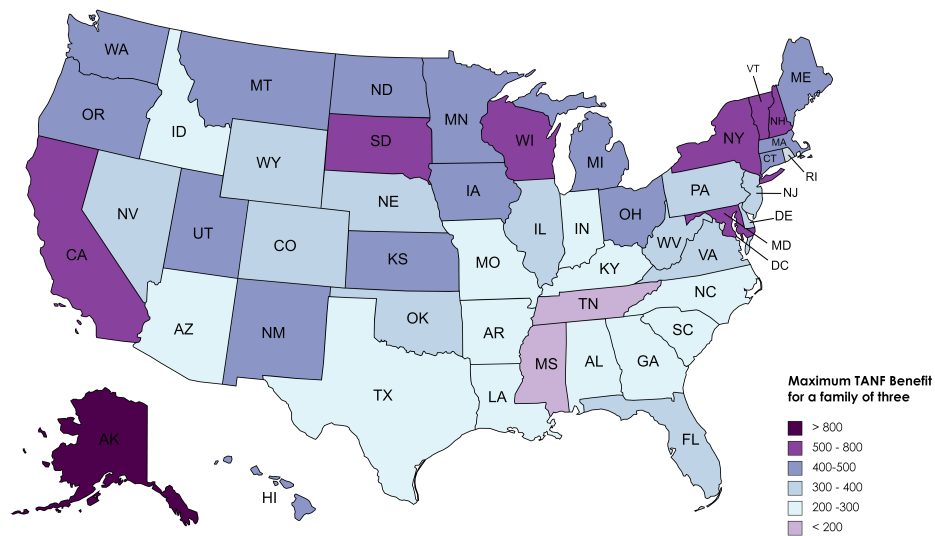 WA
MT
ND
MN
ME
VT
NH
OR
ID
SD
WI
NY
MA
MI
CT
RI
WY
IA
PA
NJ
NE
NV
UT
CO
IL
IN
OH
DE
WV
MD
CA
KS
MO
KY
VA
DC
AZ
NM
OK
AR
TN
NC
SC
MS
AL
GA
TX
LA
FL
AK
HI
Maximum TANF Benefit
for a family of three
> 800
500 - 800
400-500
300 - 400
200 -300
< 200